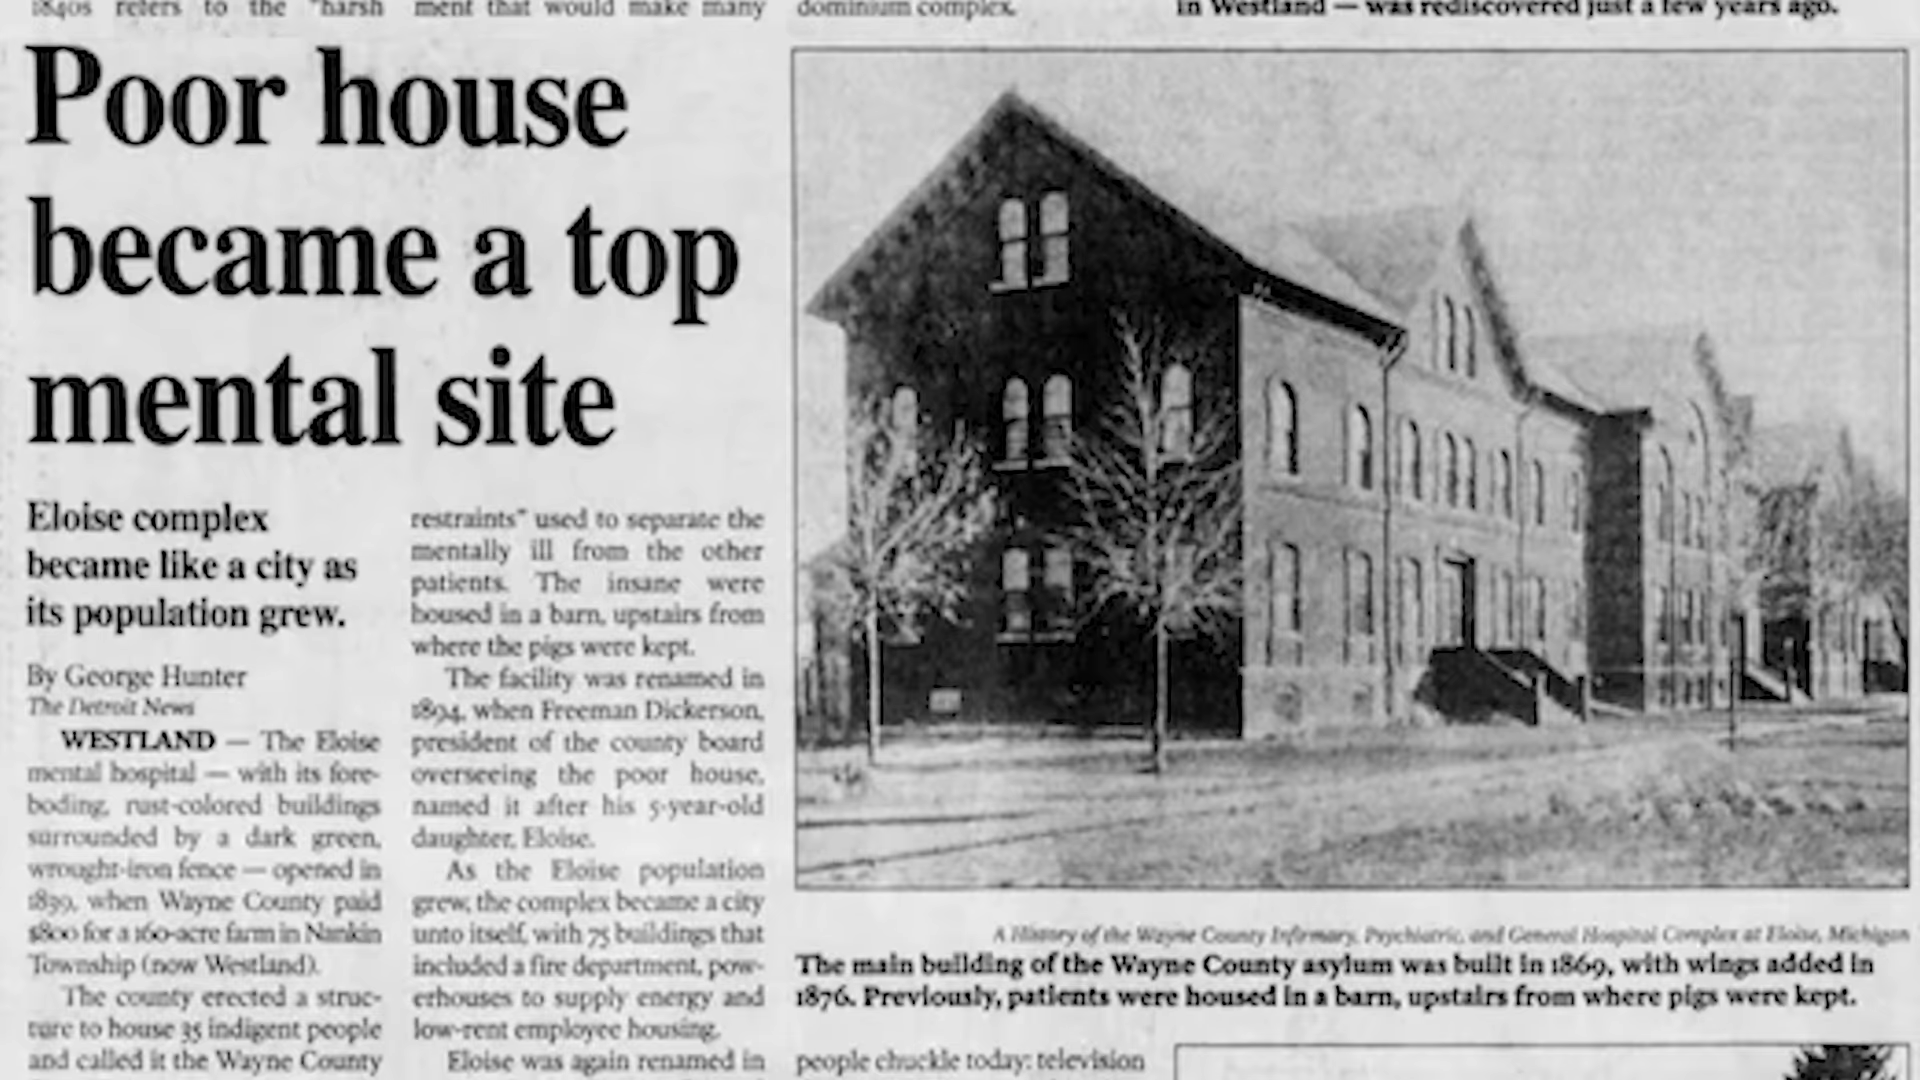 1840s refers to the "harsh
ment that would make many
dominium complex.
in Westland — was rediscovered just a few years ago.
Poor house
became a top
mental site
Eloise complex
became like a city as
its population grew.
By George Hunter
The Detroit News
WESTLAND — The Eloise
mental hospital — with its fore-
boding, rust-colored buildings
surrounded by a dark green,
wrought-iron fence — opened in
1839, when Wayne County paid
$800 for a 160-acre farm in Nankin
Township (now Westland).
The county erected a struc-
ture to house 35 indigent people
and called it the Wayne County
restraints" used to separate the
mentally ill from the other
patients. The insane were
housed in a barn, upstairs from
where the pigs were kept.
The facility was renamed in
1894, when Freeman Dickerson,
president of the county board
overseeing the poor house,
named it after his 5-year-old
daughter, Eloise.
As the Eloise population
grew, the complex became a city
unto itself, with 75 buildings that
included a fire department, pow-
erhouses to supply energy and
low-rent employee housing.
Eloise was again renamed in
A History of the Wayne County Infirmary, Psychiatric, and General Hospital Complex at Eloise, Michigan
The main building of the Wayne County asylum was built in 1869, with wings added in
1876. Previously, patients were housed in a barn, upstairs from where pigs were kept.
people chuckle today: television